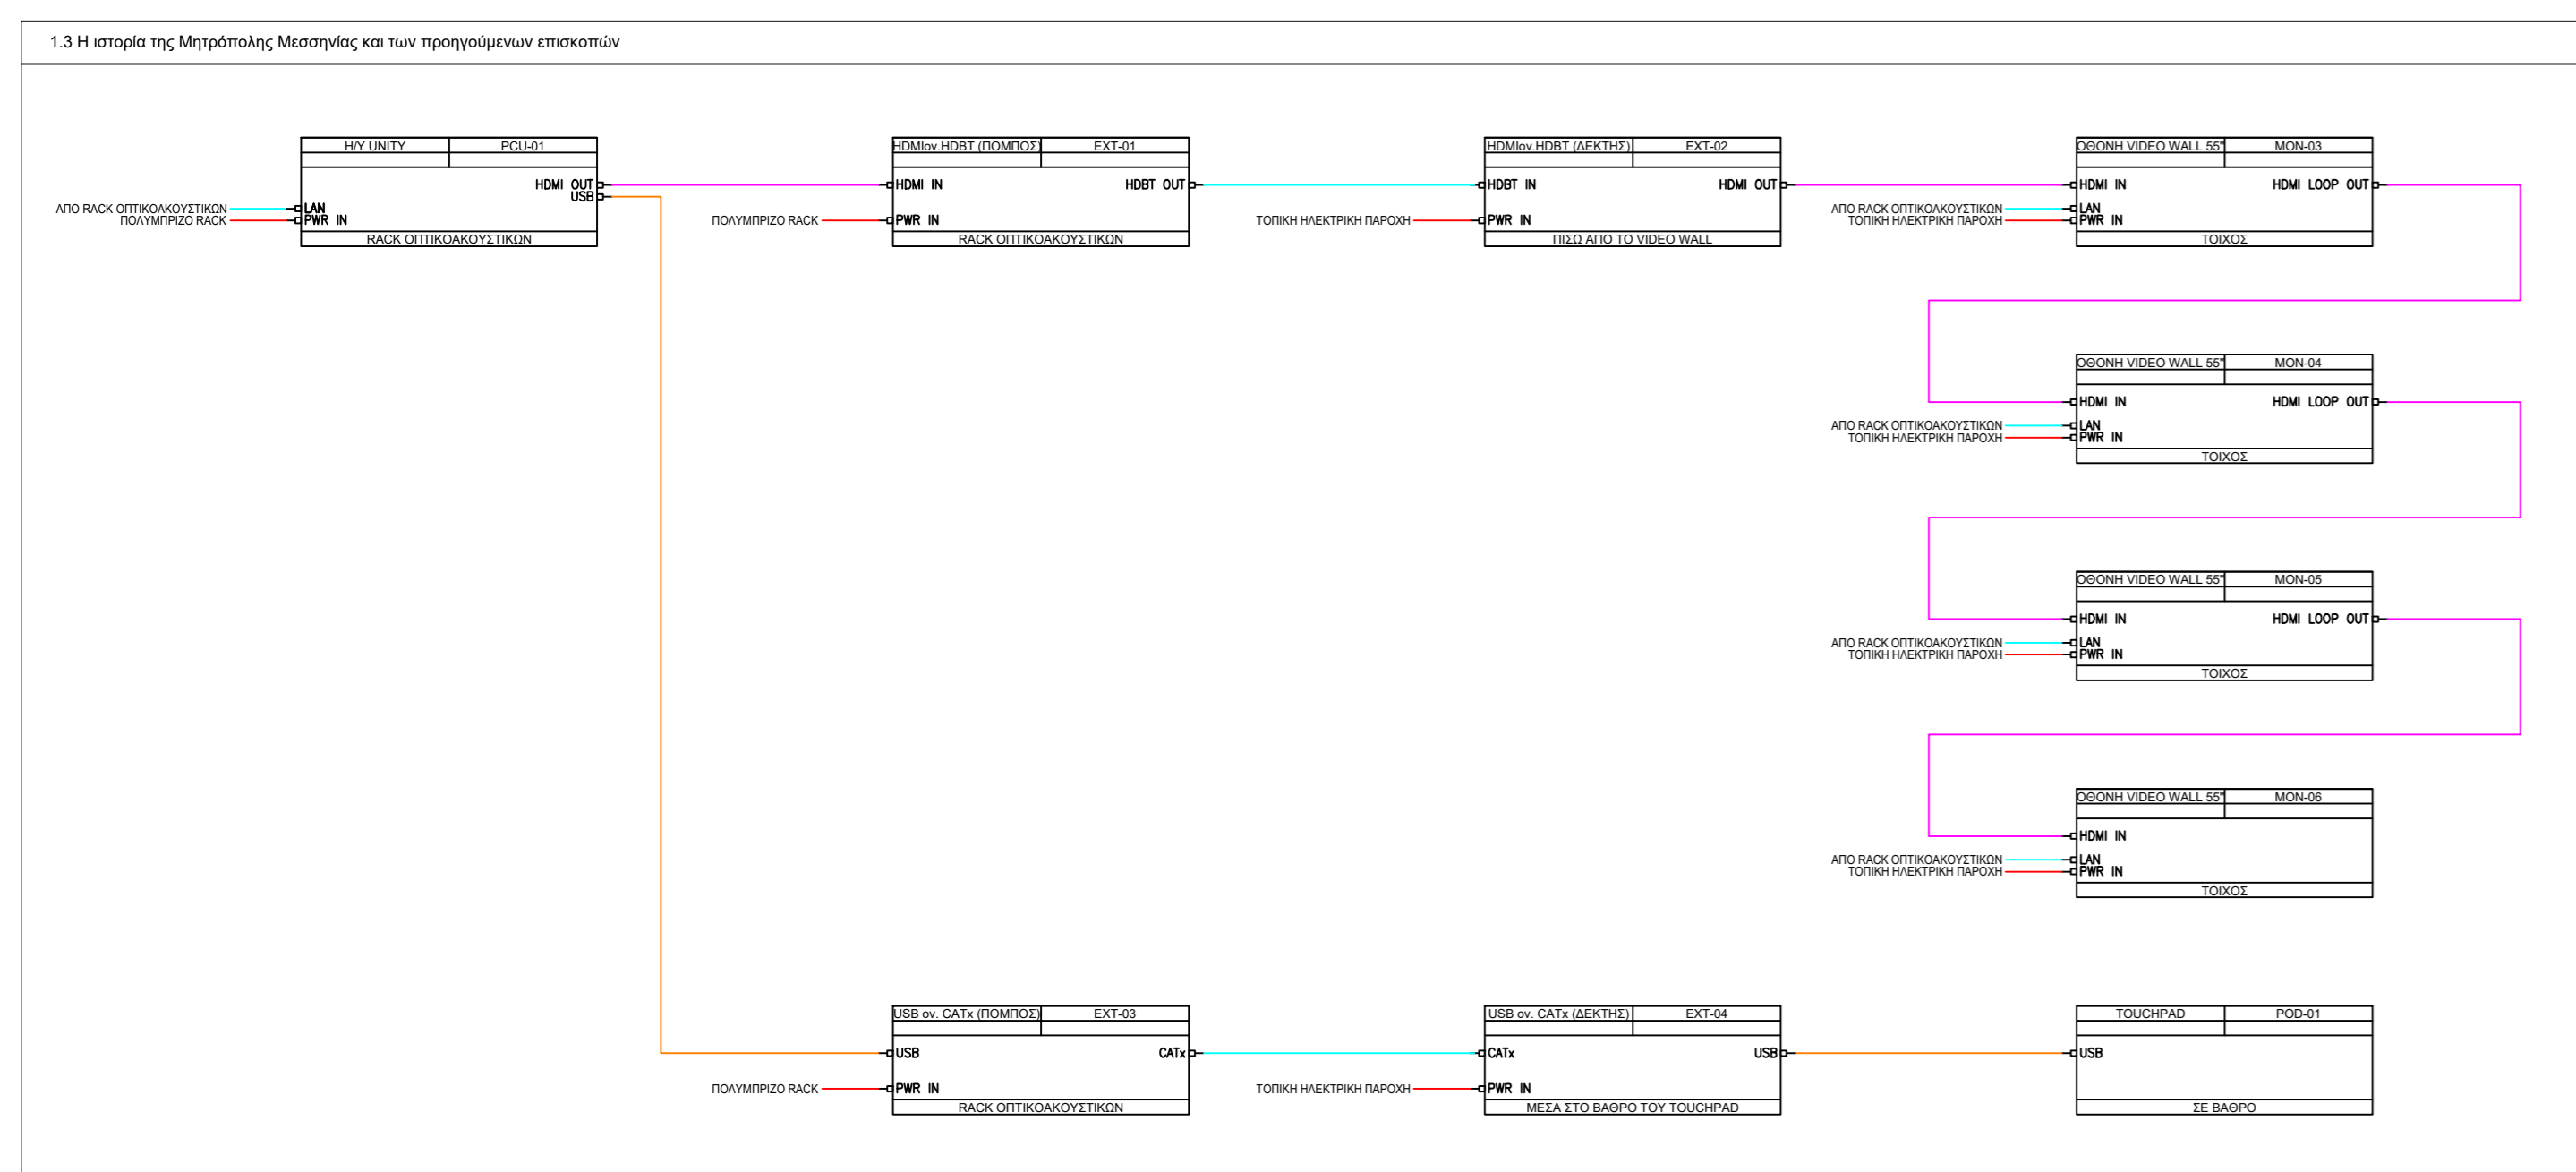 1.3 Η ιστορία της Μητρόπολης Μεσσηνίας και των προηγούμενων επισκοπών
Η/Υ UNITY PCU-01
HDMI OUT
USB
ΑΠΟ RACK ΟΠΤΙΚΟΑΚΟΥΣΤΙΚΩΝ LAN
ΠΟΛΥΜΠΡΙΖΟ RACK PWR IN
RACK ΟΠΤΙΚΟΑΚΟΥΣΤΙΚΩΝ
HDMIov.HDBT (ΠΟΜΠΟΣ) EXT-01
HDMI IN HDBT OUT
ΠΟΛΥΜΠΡΙΖΟ RACK PWR IN
RACK ΟΠΤΙΚΟΑΚΟΥΣΤΙΚΩΝ
HDMIov.HDBT (ΔΕΚΤΗΣ) EXT-02
HDBT IN HDMI OUT
ΤΟΠΙΚΗ ΗΛΕΚΤΡΙΚΗ ΠΑΡΟΧΗ PWR IN
ΠΙΣΩ ΑΠΟ ΤΟ VIDEO WALL
ΟΘΟΝΗ VIDEO WALL 55" MON-03
HDMI IN HDMI LOOP OUT
ΑΠΟ RACK ΟΠΤΙΚΟΑΚΟΥΣΤΙΚΩΝ LAN
ΤΟΠΙΚΗ ΗΛΕΚΤΡΙΚΗ ΠΑΡΟΧΗ PWR IN
ΤΟΙΧΟΣ
ΟΘΟΝΗ VIDEO WALL 55" MON-04
HDMI IN HDMI LOOP OUT
ΑΠΟ RACK ΟΠΤΙΚΟΑΚΟΥΣΤΙΚΩΝ LAN
ΤΟΠΙΚΗ ΗΛΕΚΤΡΙΚΗ ΠΑΡΟΧΗ PWR IN
ΤΟΙΧΟΣ
ΟΘΟΝΗ VIDEO WALL 55" MON-05
HDMI IN HDMI LOOP OUT
ΑΠΟ RACK ΟΠΤΙΚΟΑΚΟΥΣΤΙΚΩΝ LAN
ΤΟΠΙΚΗ ΗΛΕΚΤΡΙΚΗ ΠΑΡΟΧΗ PWR IN
ΤΟΙΧΟΣ
ΟΘΟΝΗ VIDEO WALL 55" MON-06
HDMI IN
ΑΠΟ RACK ΟΠΤΙΚΟΑΚΟΥΣΤΙΚΩΝ LAN
ΤΟΠΙΚΗ ΗΛΕΚΤΡΙΚΗ ΠΑΡΟΧΗ PWR IN
ΤΟΙΧΟΣ
USB ov. CATx (ΠΟΜΠΟΣ) EXT-03
USB CATx
ΠΟΛΥΜΠΡΙΖΟ RACK PWR IN
RACK ΟΠΤΙΚΟΑΚΟΥΣΤΙΚΩΝ
USB ov. CATx (ΔΕΚΤΗΣ) EXT-04
CATx USB
ΤΟΠΙΚΗ ΗΛΕΚΤΡΙΚΗ ΠΑΡΟΧΗ PWR IN
ΜΕΣΑ ΣΤΟ ΒΑΘΡΟ ΤΟΥ TOUCHPAD
TOUCHPAD POD-01
USB
ΣΕ ΒΑΘΡΟ